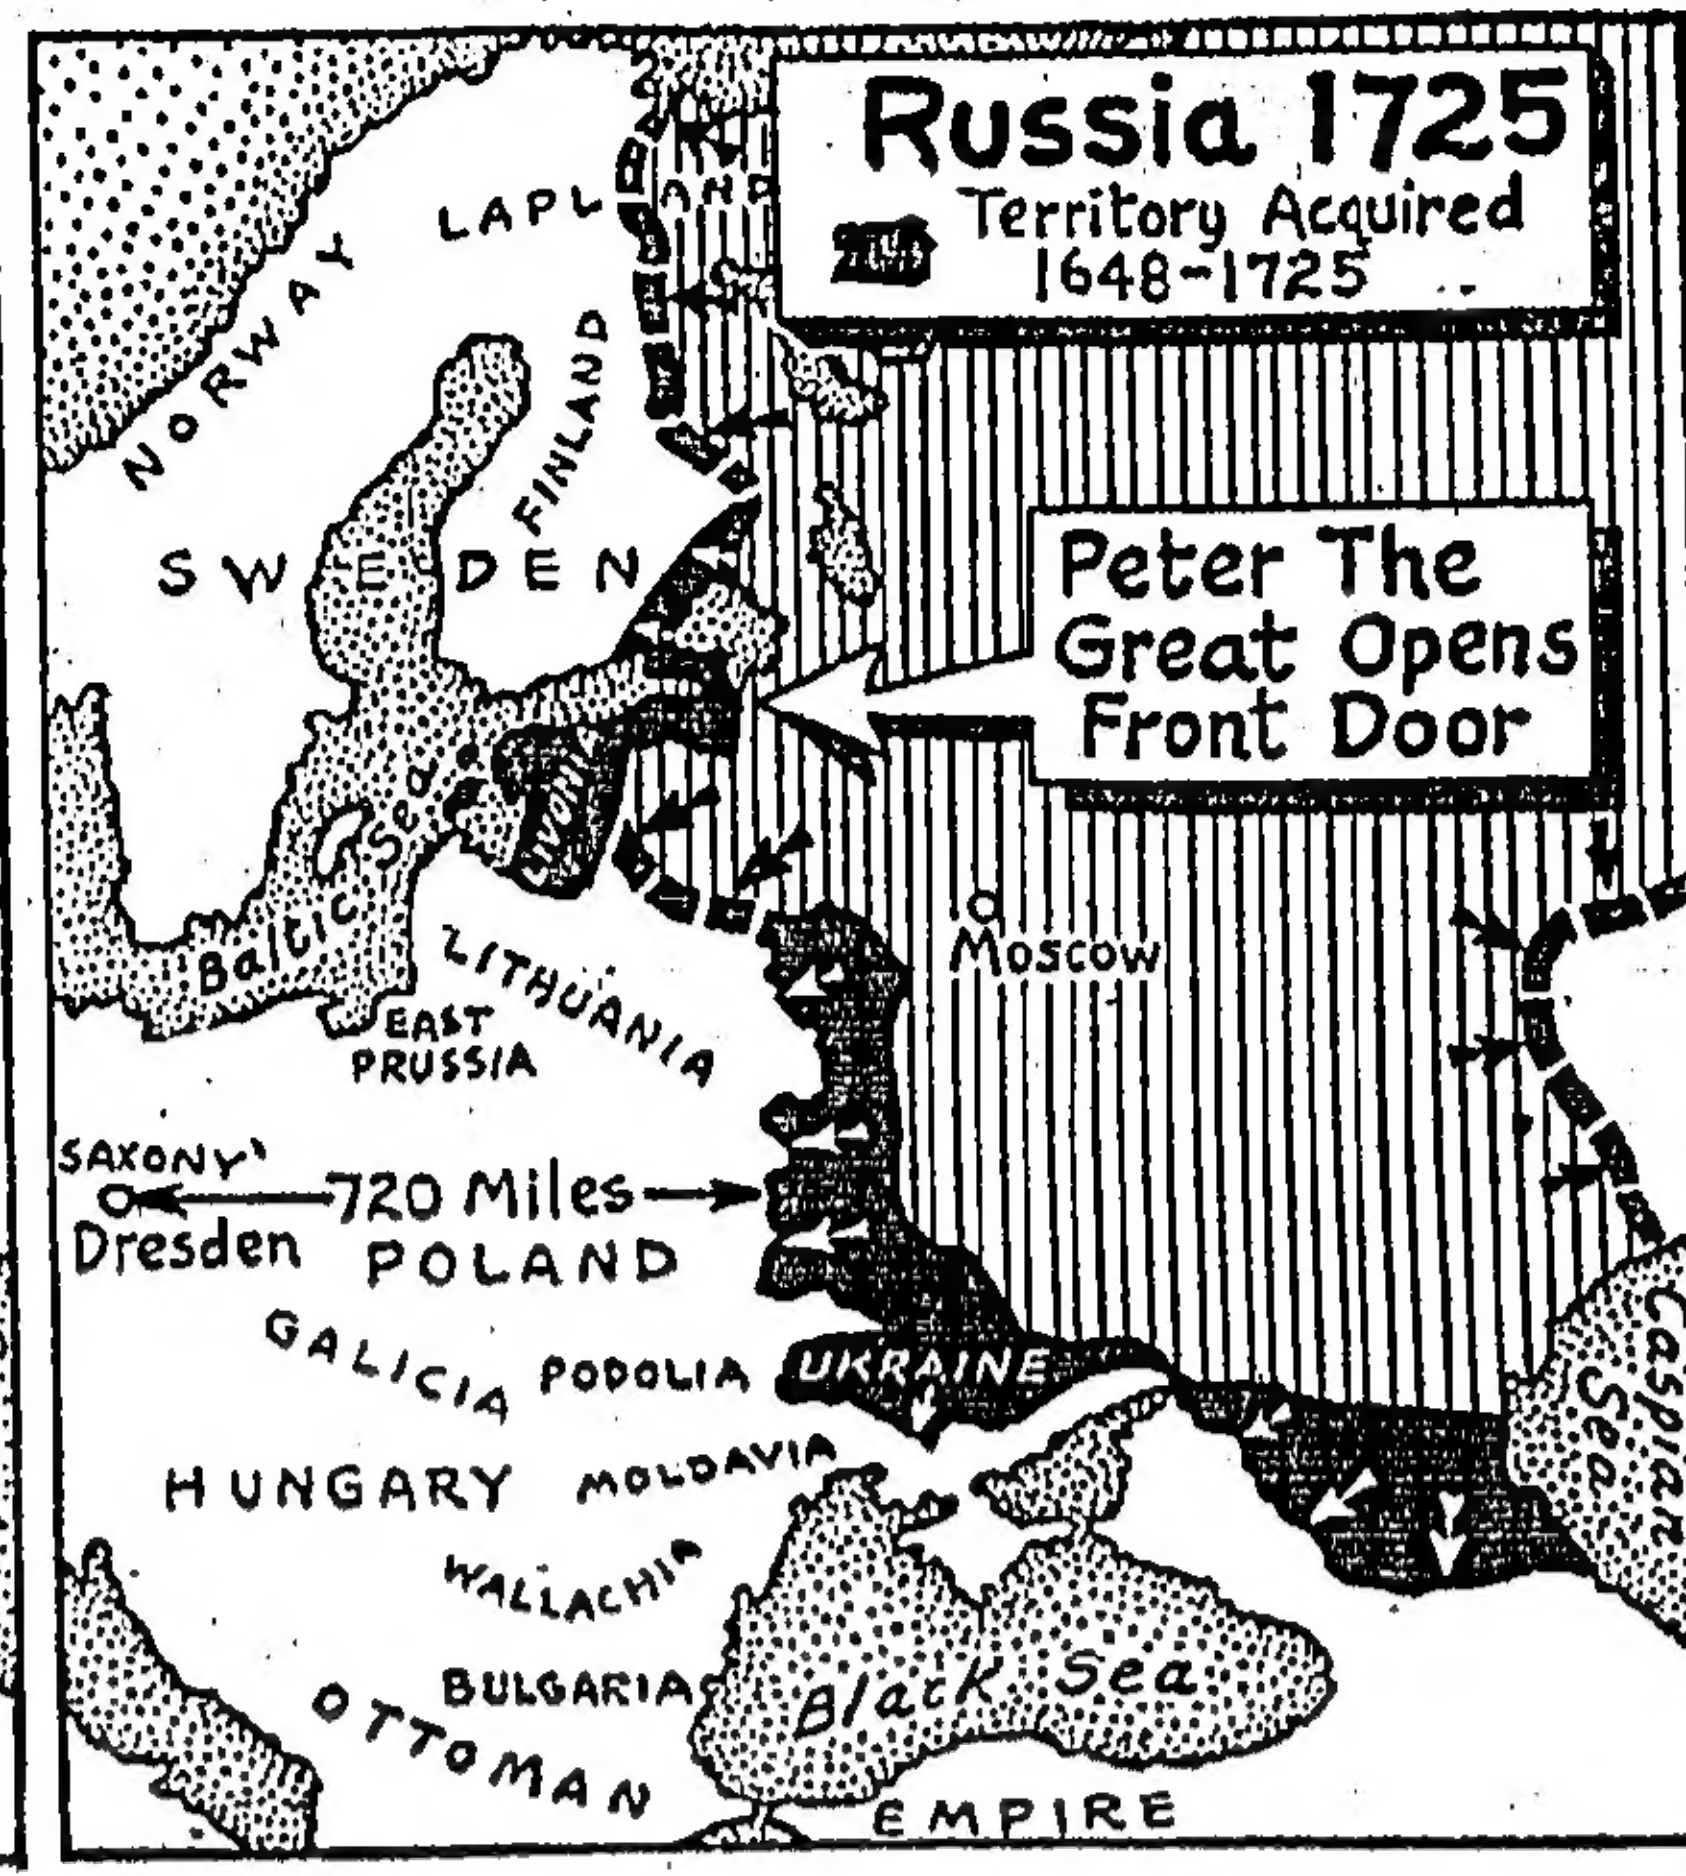 Russia 1725
Territory Acquired
1648-1725
LAPLAND
NORWAY
FINLAND
SWEDEN
Peter The
Great Opens
Front Door
Baltic Sea
Moscow
LITHUANIA
EAST
PRUSSIA
SAXONY
720 Miles
Dresden
POLAND
GALICIA
PODOLIA
UKRAINE
Caspian
Sea
HUNGARY
MOLDAVIA
WALLACHIA
BULGARIA
Black Sea
OTTOMAN
EMPIRE